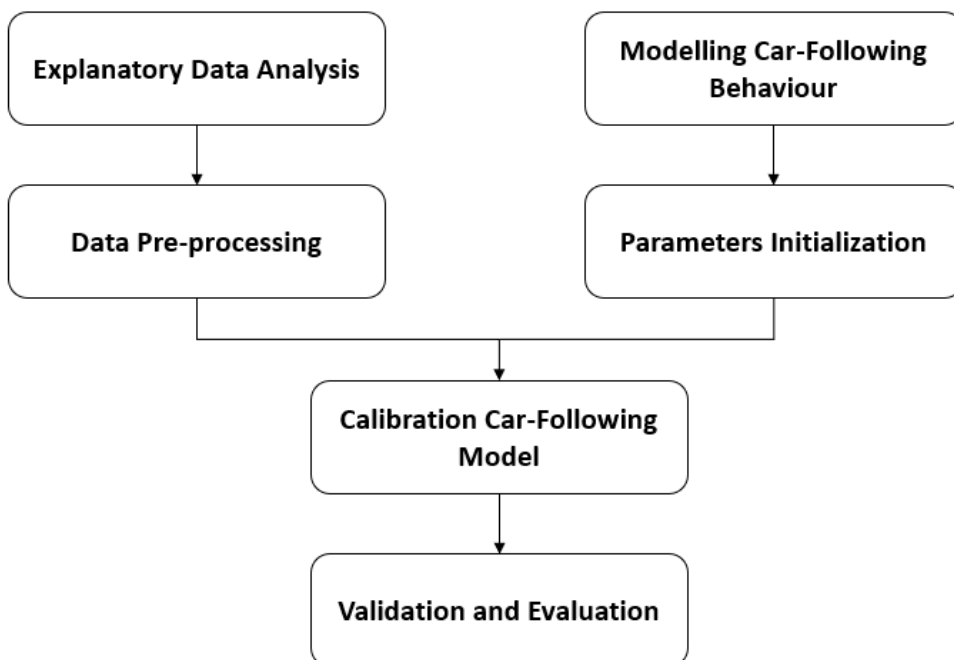 Explanatory Data Analysis
Modelling Car-Following
Behaviour
Data Pre-processing
Parameters Initialization
Calibration Car-Following
Model
Validation and Evaluation